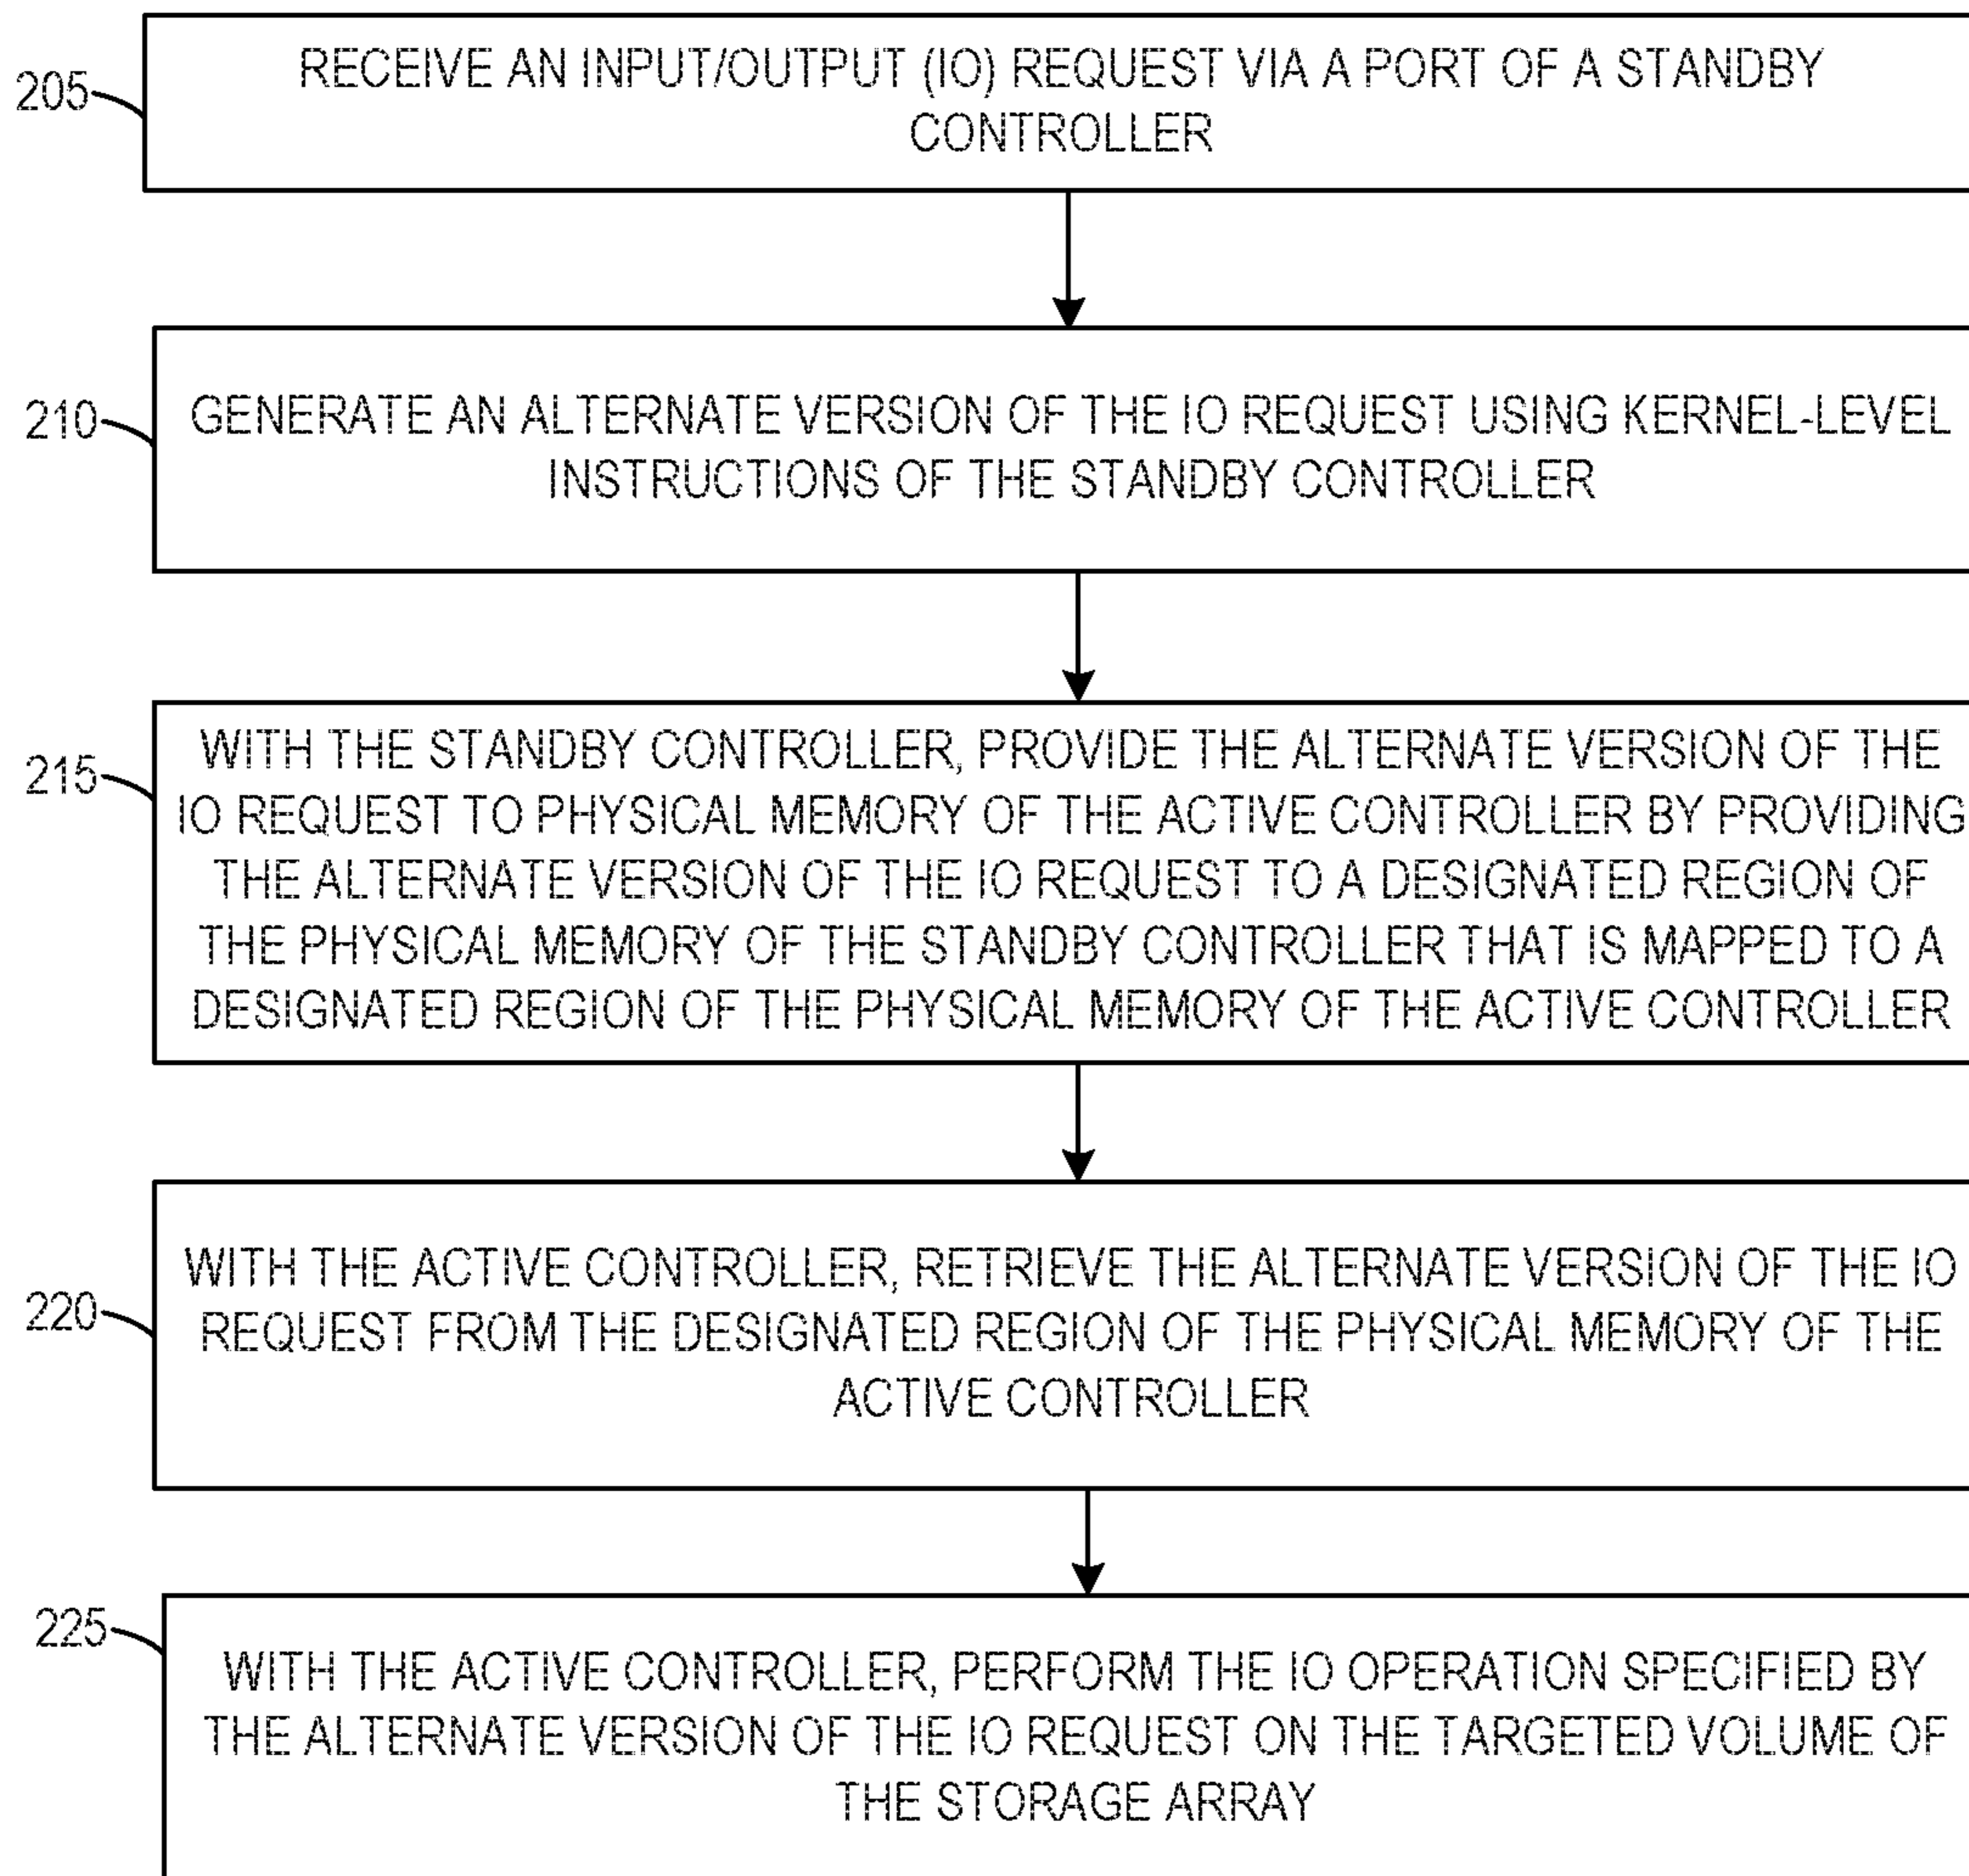 205
RECEIVE AN INPUT/OUTPUT (IO) REQUEST VIA A PORT OF A STANDBY
CONTROLLER
210
GENERATE AN ALTERNATE VERSION OF THE IO REQUEST USING KERNEL-LEVEL
INSTRUCTIONS OF THE STANDBY CONTROLLER
215
WITH THE STANDBY CONTROLLER, PROVIDE THE ALTERNATE VERSION OF THE
IO REQUEST TO PHYSICAL MEMORY OF THE ACTIVE CONTROLLER BY PROVIDING
THE ALTERNATE VERSION OF THE IO REQUEST TO A DESIGNATED REGION OF
THE PHYSICAL MEMORY OF THE STANDBY CONTROLLER THAT IS MAPPED TO A
DESIGNATED REGION OF THE PHYSICAL MEMORY OF THE ACTIVE CONTROLLER
220
WITH THE ACTIVE CONTROLLER, RETRIEVE THE ALTERNATE VERSION OF THE IO
REQUEST FROM THE DESIGNATED REGION OF THE PHYSICAL MEMORY OF THE
ACTIVE CONTROLLER
225
WITH THE ACTIVE CONTROLLER, PERFORM THE IO OPERATION SPECIFIED BY
THE ALTERNATE VERSION OF THE IO REQUEST ON THE TARGETED VOLUME OF
THE STORAGE ARRAY